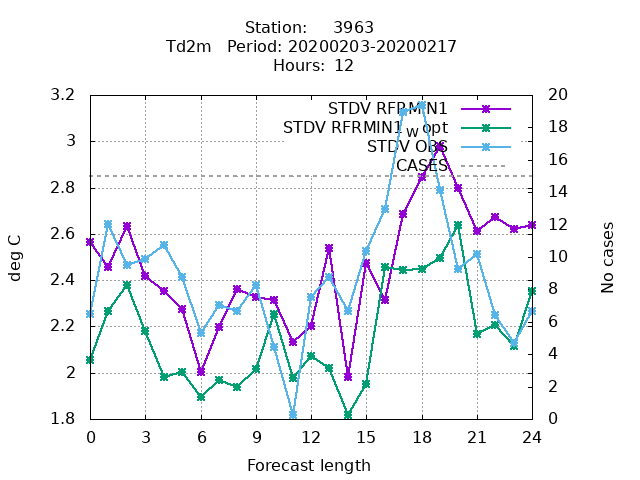 Station: 3963
Td2m Period: 20200203-20200217
Hours: 12
3.2
3
2.8
2.6
2.4
2.2
2
1.8
deg C
STDV RFRMIN1
STDV RFRMIN1_W_opt
STDV OBS
CASES
20
18
16
14
12
10
8
6
4
2
0
No cases
0 3 6 9 12 15 18 21 24
Forecast length